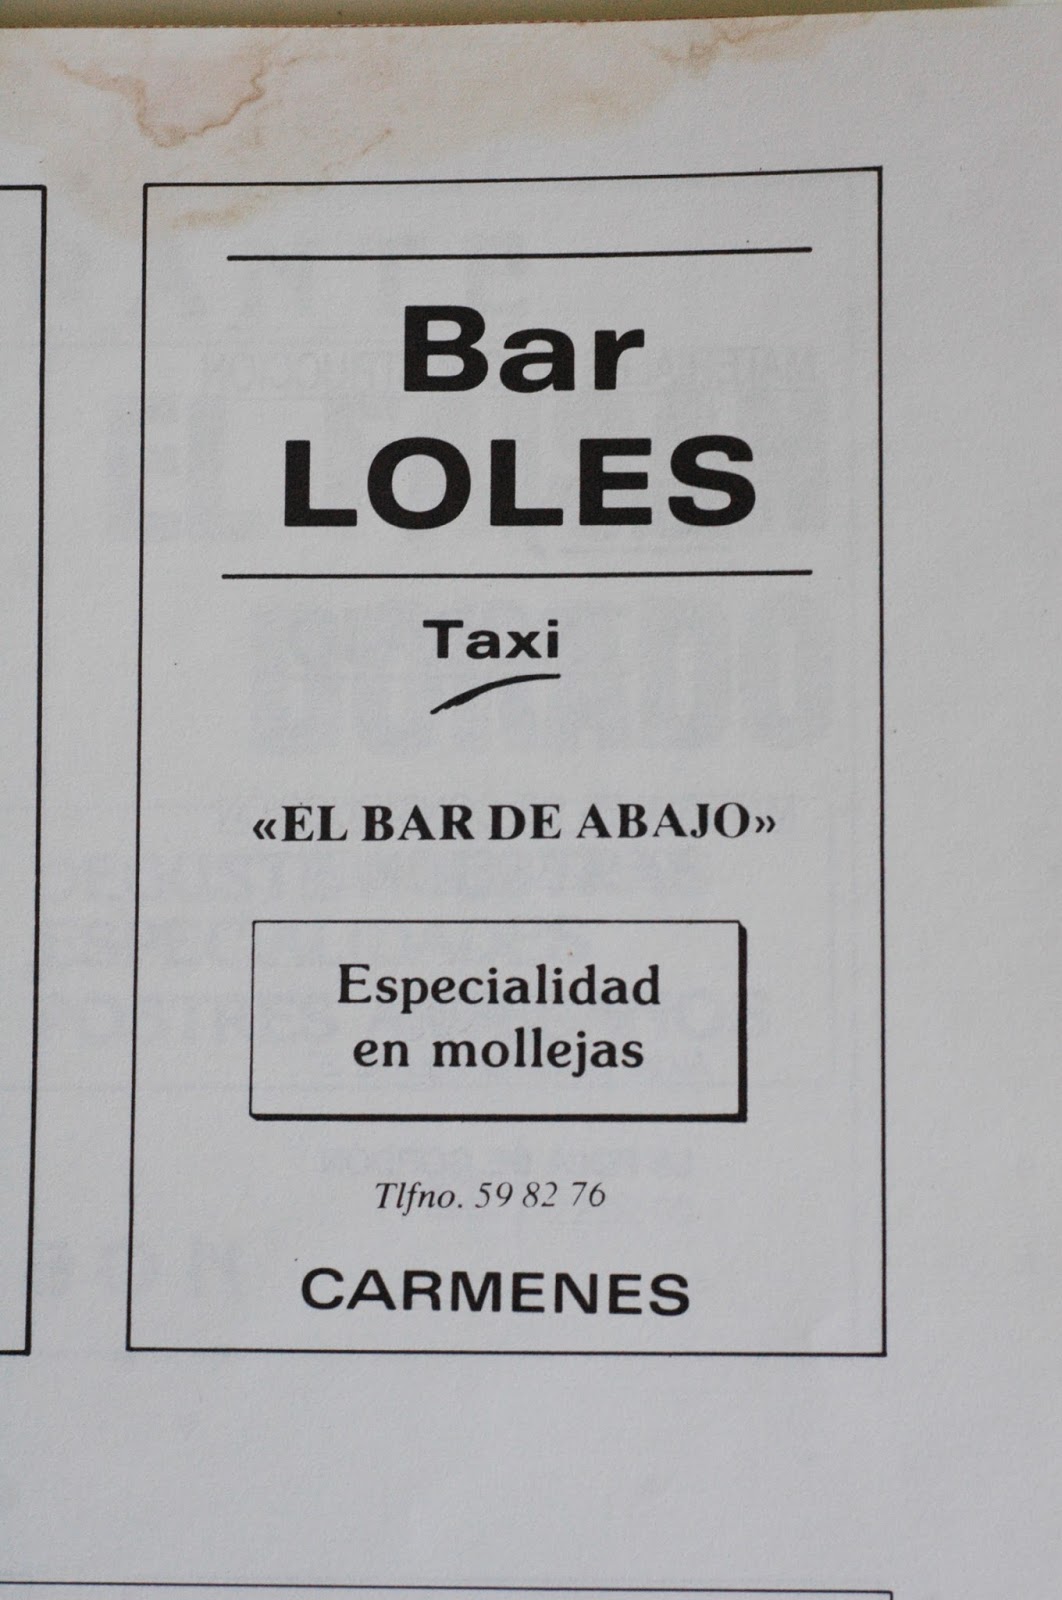 Bar
LOLES
Taxi
«EL BAR DE ABAJO»
Especialidad
en mollejas
Tlfno. 59 82 76
CARMENES